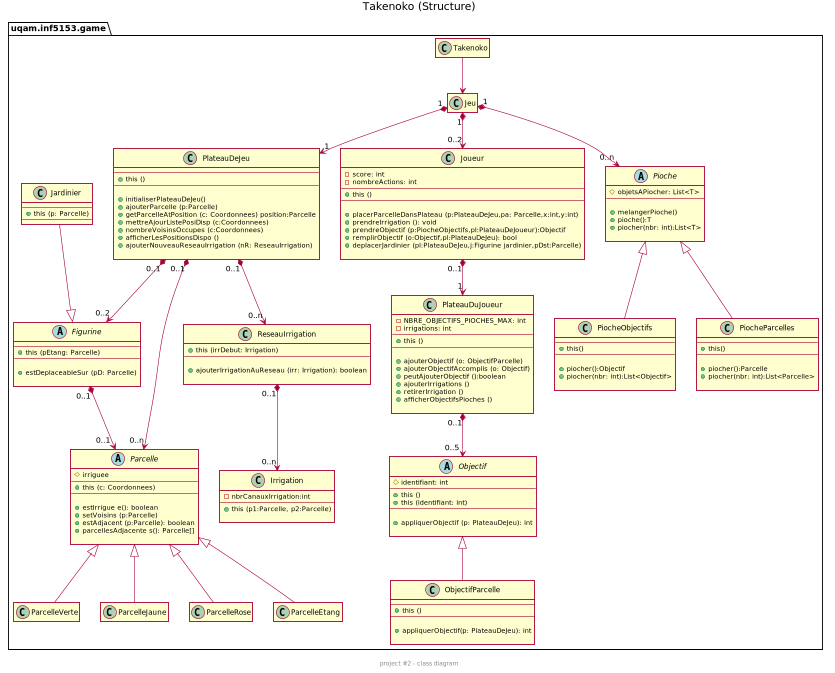 Takenoko (Structure)
uqam.inf5153.game
C Takenoko
C Jeu
1
1
1
1
0..2
0..n
C PlateauDeJeu
this ()
initialiserPlateauDeJeu()
ajouterParcelle (p:Parcelle)
getParcelleAtPosition (c: Coordonnees) position:Parcelle
mettreAjourListePosiDisp (c:Coordonnees)
nombreVoisinsOccupes (c:Coordonnees)
afficherLesPositionsDispo ()
ajouterNouveauReseauIrrigation (nR: ReseauIrrigation)
C Joueur
score: int
nombreActions: int
this ()
placerParcelleDansPlateau (p:PlateauDeJeu,pa: Parcelle,x:int,y:int)
prendreIrrigation (): void
prendreObjectif (p:PiocheObjectifs,pl:PlateauDeJoueur):Objectif
remplirObjectif (o:Objectif,pl:PlateauDeJeu): bool
deplacerJardinier (pl:PlateauDeJeu,j:Figurine jardinier,pDst:Parcelle)
A Pioche
objetsAPiocher: List<T>
melangerPioche()
pioche():T
piocher(nbr: int):List<T>
C Jardinier
this (p: Parcelle)
0..1
0..1
0..1
0..1
0..2
0..n
1
A Figurine
this (pEtang: Parcelle)
estDeplaceableSur (pD: Parcelle)
C ReseauIrrigation
this (irrDebut: Irrigation)
ajouterIrrigationAuReseau (irr: Irrigation): boolean
C PlateauDuJoueur
NBRE_OBJECTIFS_PIOCHES_MAX: int
irrigations: int
this ()
ajouterObjectif (o: ObjectifParcelle)
ajouterObjectifAccomplis (o: Objectif)
peutAjouterObjectif ():boolean
ajouterIrrigations ()
retirerIrrigation ()
afficherObjectifsPioches ()
C PiocheObjectifs
this()
piocher():Objectif
piocher(nbr: int):List<Objectif>
C PiocheParcelles
this()
piocher():Parcelle
piocher(nbr: int):List<Parcelle>
0..1
0..1
0..1
0..1
0..n
0..n
0..5
A Parcelle
irriguee
this (c: Coordonnees)
estIrrigue e(): boolean
setVoisins (p:Parcelle)
estAdjacent (p:Parcelle): boolean
parcellesAdjacente s(): Parcelle[]
C Irrigation
nbrCanauxIrrigation:int
this (p1:Parcelle, p2:Parcelle)
A Objectif
identifiant: int
this ()
this (identifiant: int)
appliquerObjectif (p: PlateauDeJeu): int
C ParcelleVerte
C ParcelleJaune
C ParcelleRose
C ParcelleEtang
C ObjectifParcelle
this ()
appliquerObjectif(p: PlateauDeJeu): int
project #2 - class diagram